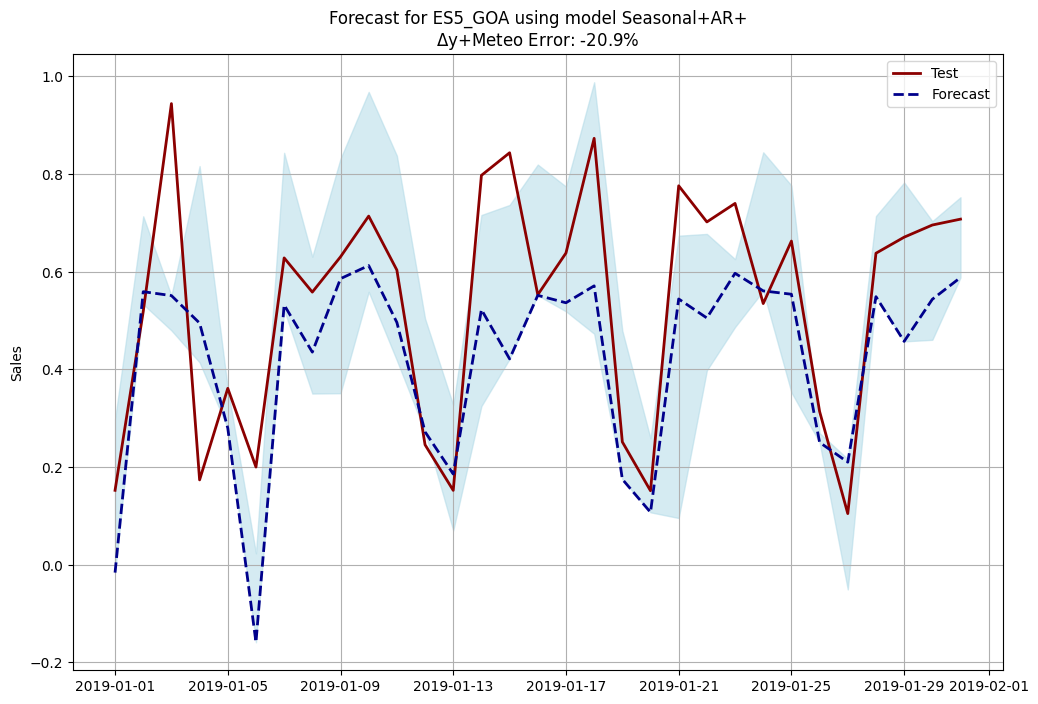 Forecast for ES5_GOA using model Seasonal+AR+
Δy+Meteo Error: -20.9%
Test
Forecast
Sales
1.0
0.8
0.6
0.4
0.2
0.0
−0.2
2019-01-01 2019-01-05 2019-01-09 2019-01-13 2019-01-17 2019-01-21 2019-01-25 2019-01-29 2019-02-01